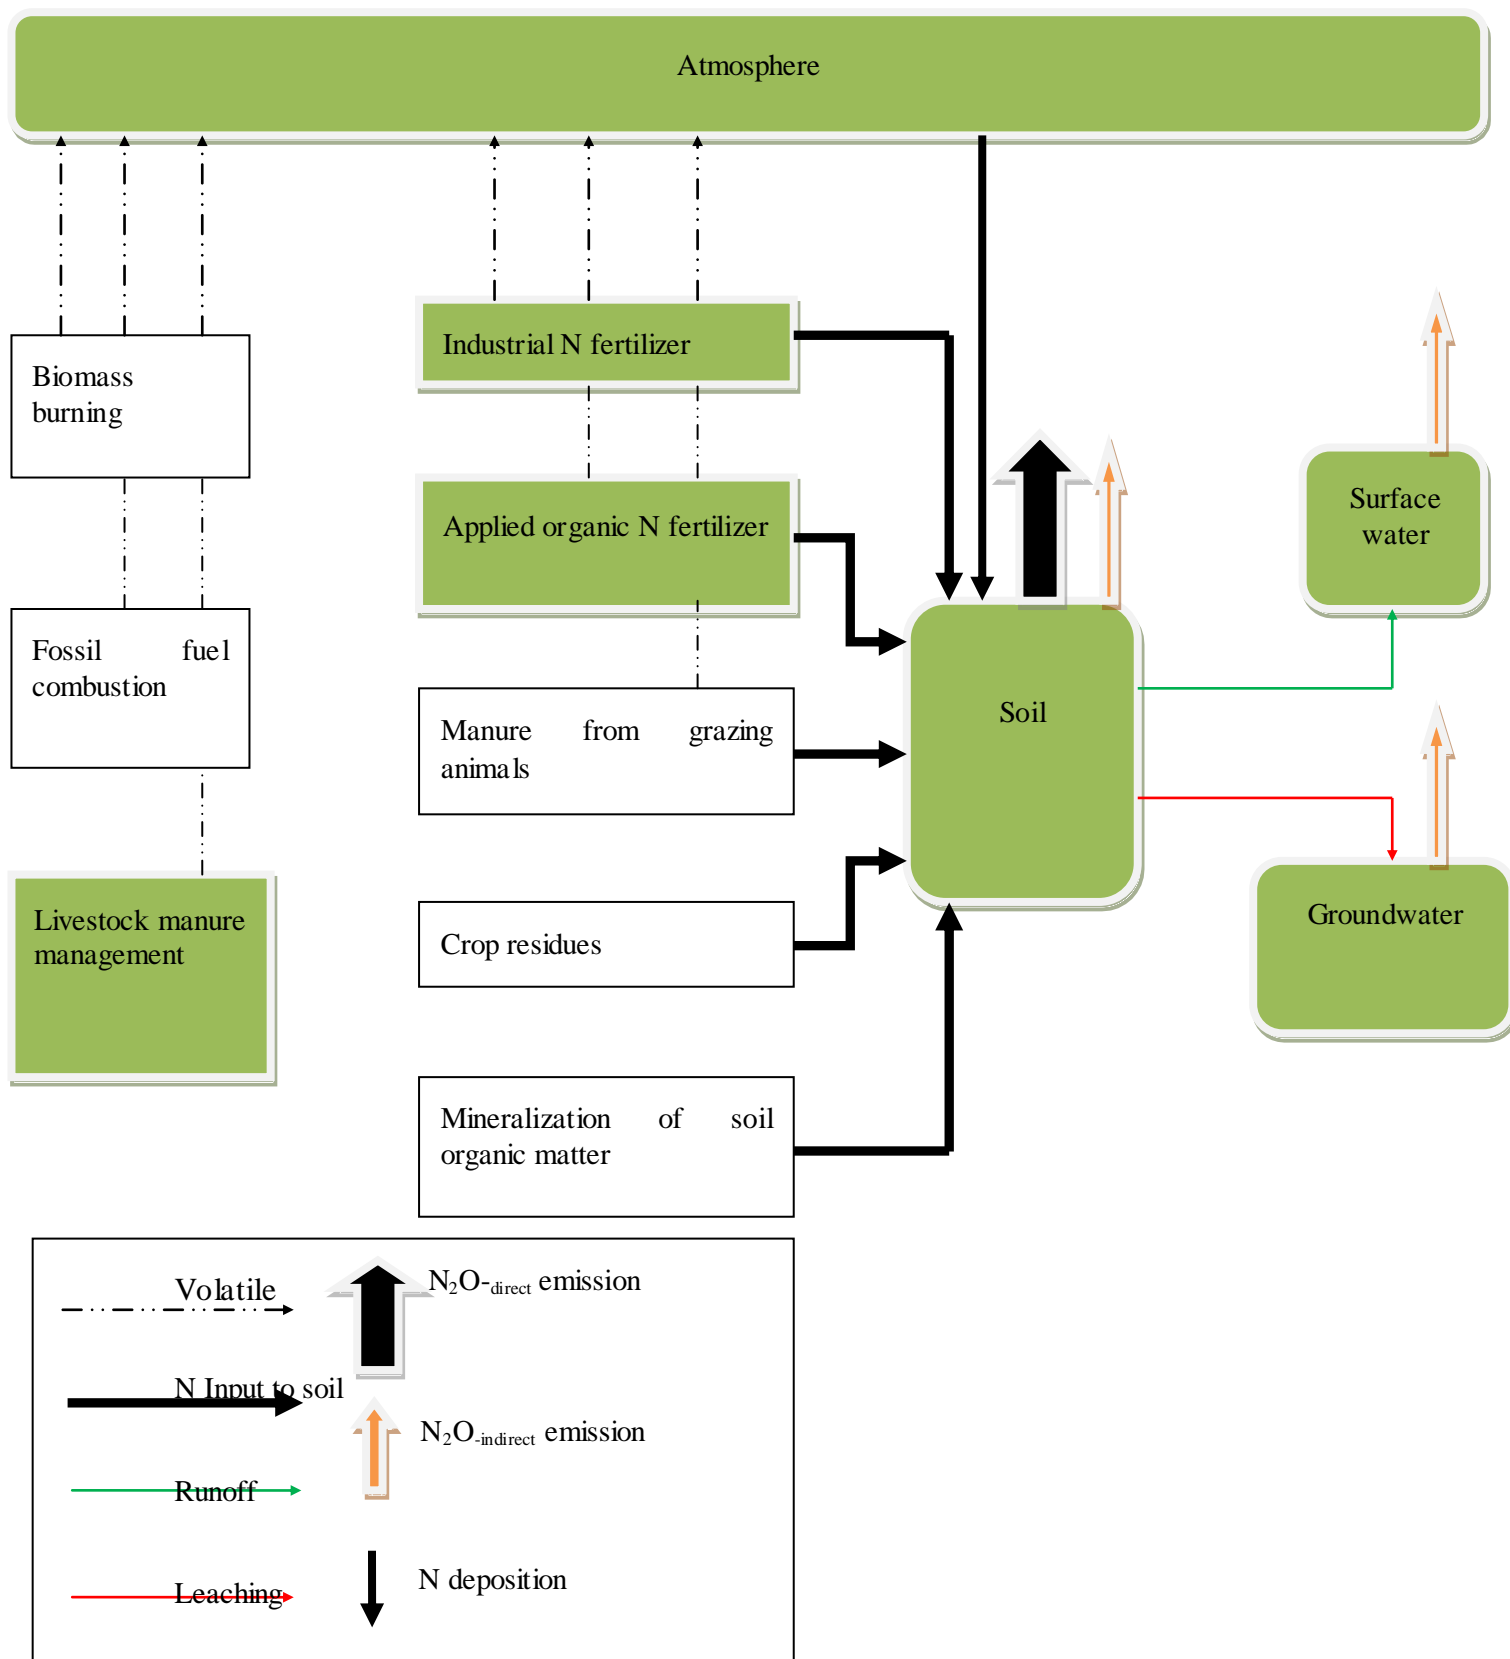 Atmosphere
Industrial N fertilizer
Biomass
burning
Applied organic N fertilizer
Surface
water
Fossil fuel
combustion
Manure from grazing
animals
Soil
Livestock manure
management
Crop residues
Groundwater
Mineralization of soil
organic matter
Volatile
N₂O-direct emission
N Input to soil
N₂O-indirect emission
Runoff
Leaching
N deposition